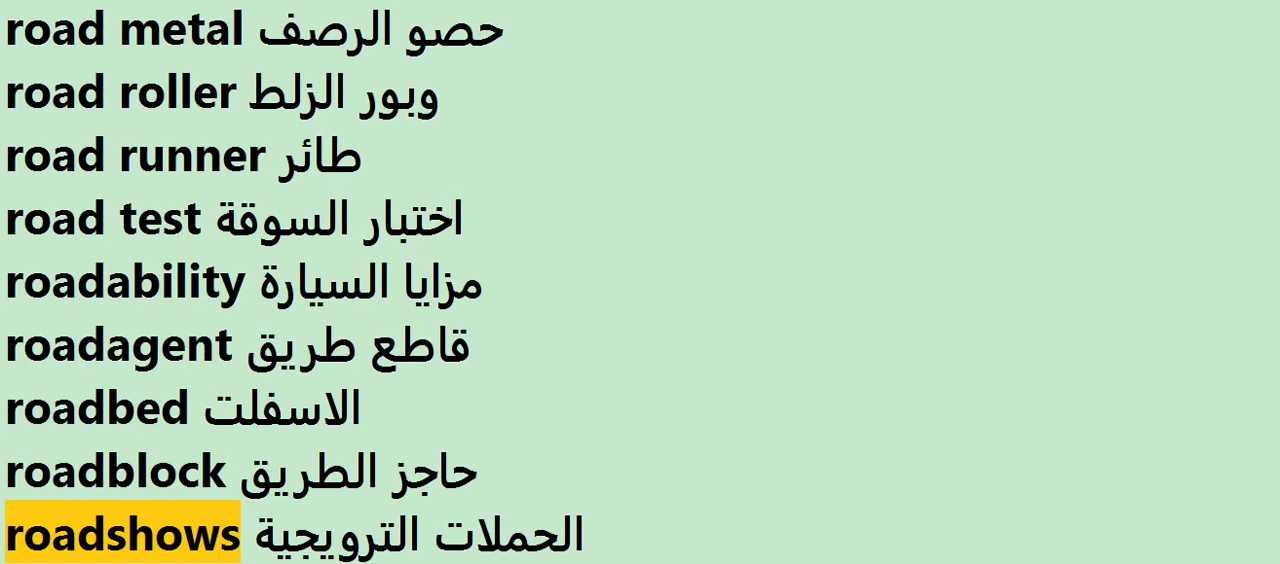 road metal حصو الرصف
road roller وبور الزلط
road runner طائر
road test اختبار السوقة
roadability مزايا السيارة
roadagent قاطع طريق
roadbed الاسفلت
roadblock حاجز الطريق
roadshows الحملات الترويجية